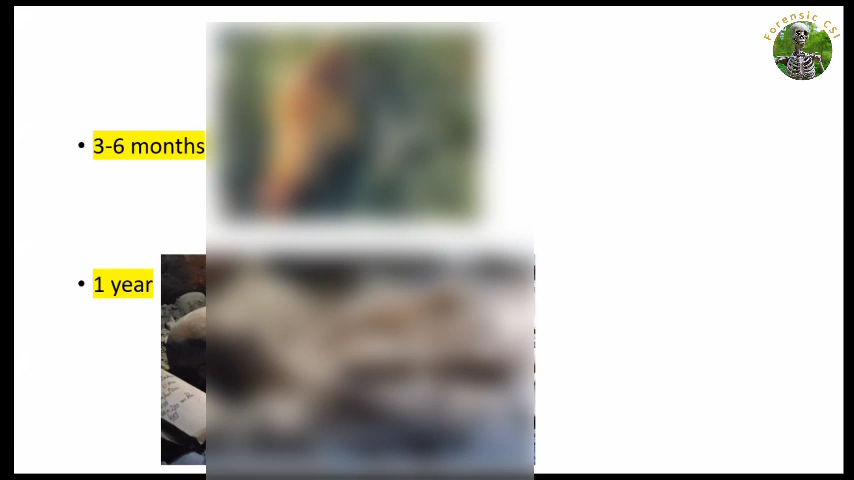 Forensic CSI
• 3-6 months
• 1 year